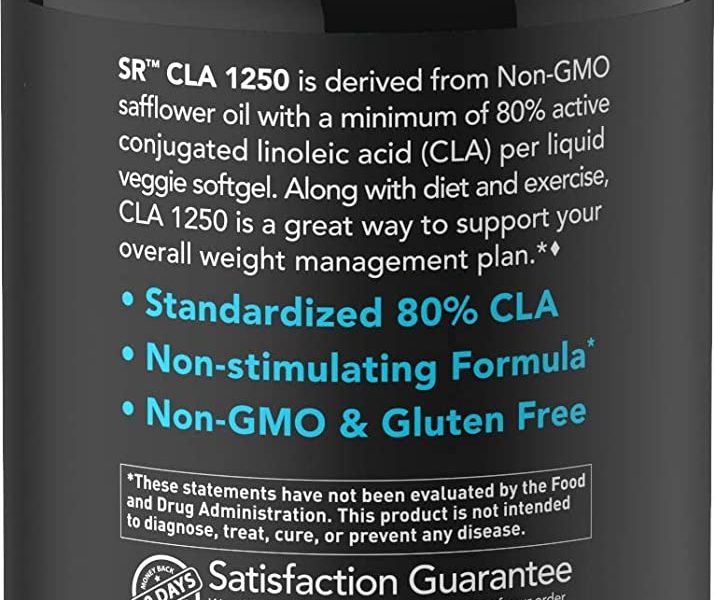 SR™ CLA 1250 is derived from Non-GMO
safflower oil with a minimum of 80% active
conjugated linoleic acid (CLA) per liquid
veggie softgel. Along with diet and exercise,
CLA 1250 is a great way to support your
overall weight management plan.*♦
• Standardized 80% CLA
• Non-stimulating Formula*
• Non-GMO & Gluten Free
*These statements have not been evaluated by the Food
and Drug Administration. This product is not intended
to diagnose, treat, cure, or prevent any disease.
MONEY BACK
DAYS
Satisfaction Guarantee